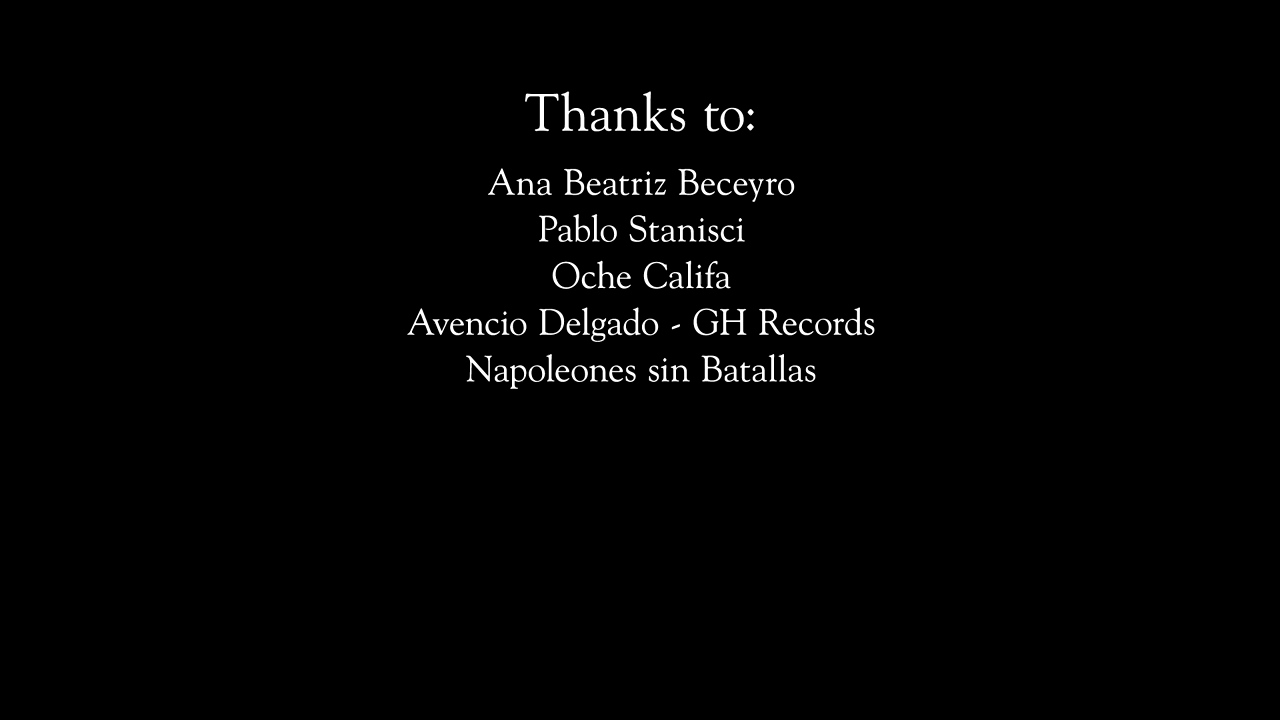 Thanks to:
Ana Beatriz Beceyro
Pablo Stanisci
Oche Califa
Avencio Delgado - GH Records
Napoleones sin Batallas